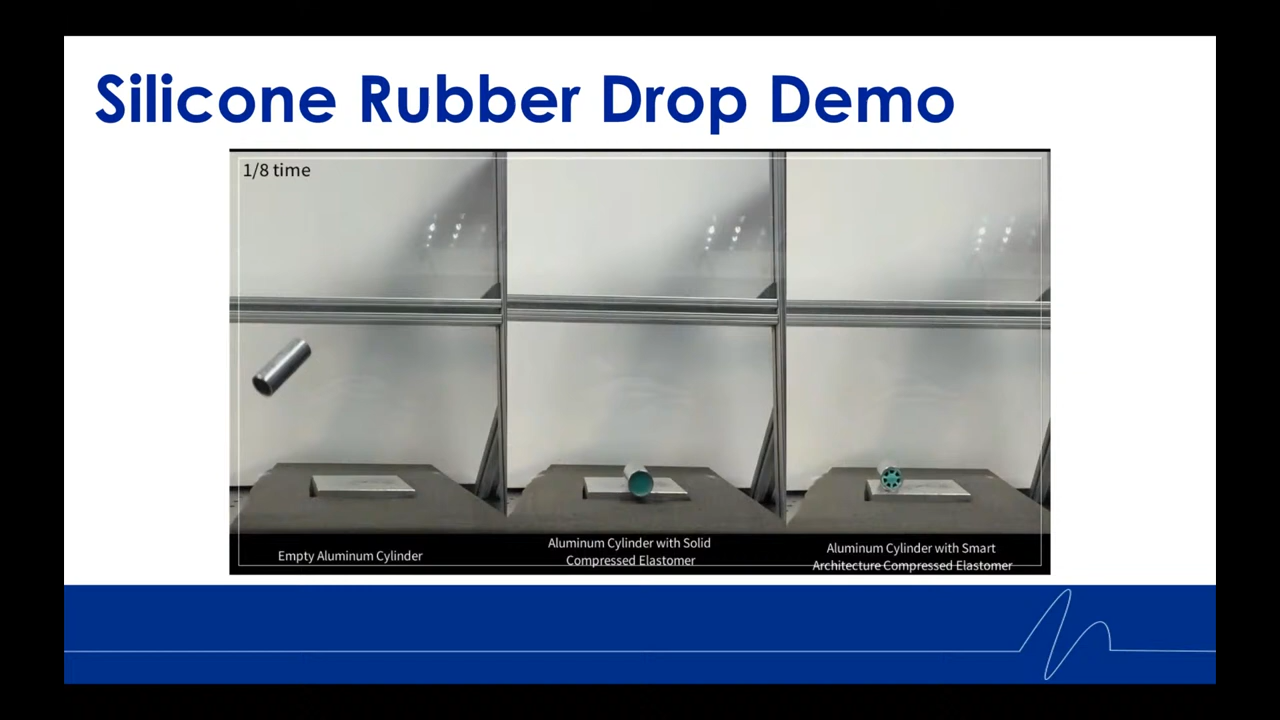 Silicone Rubber Drop Demo
1/8 time
Empty Aluminum Cylinder
Aluminum Cylinder with Solid
Compressed Elastomer
Aluminum Cylinder with Smart
Architecture Compressed Elastomer